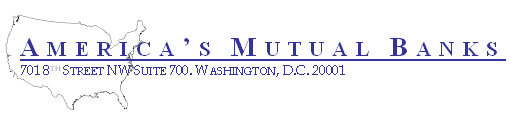 AMERICA'S MUTUAL BANKS
701 8TH STREET NW SUITE 700. WASHINGTON, D.C. 20001